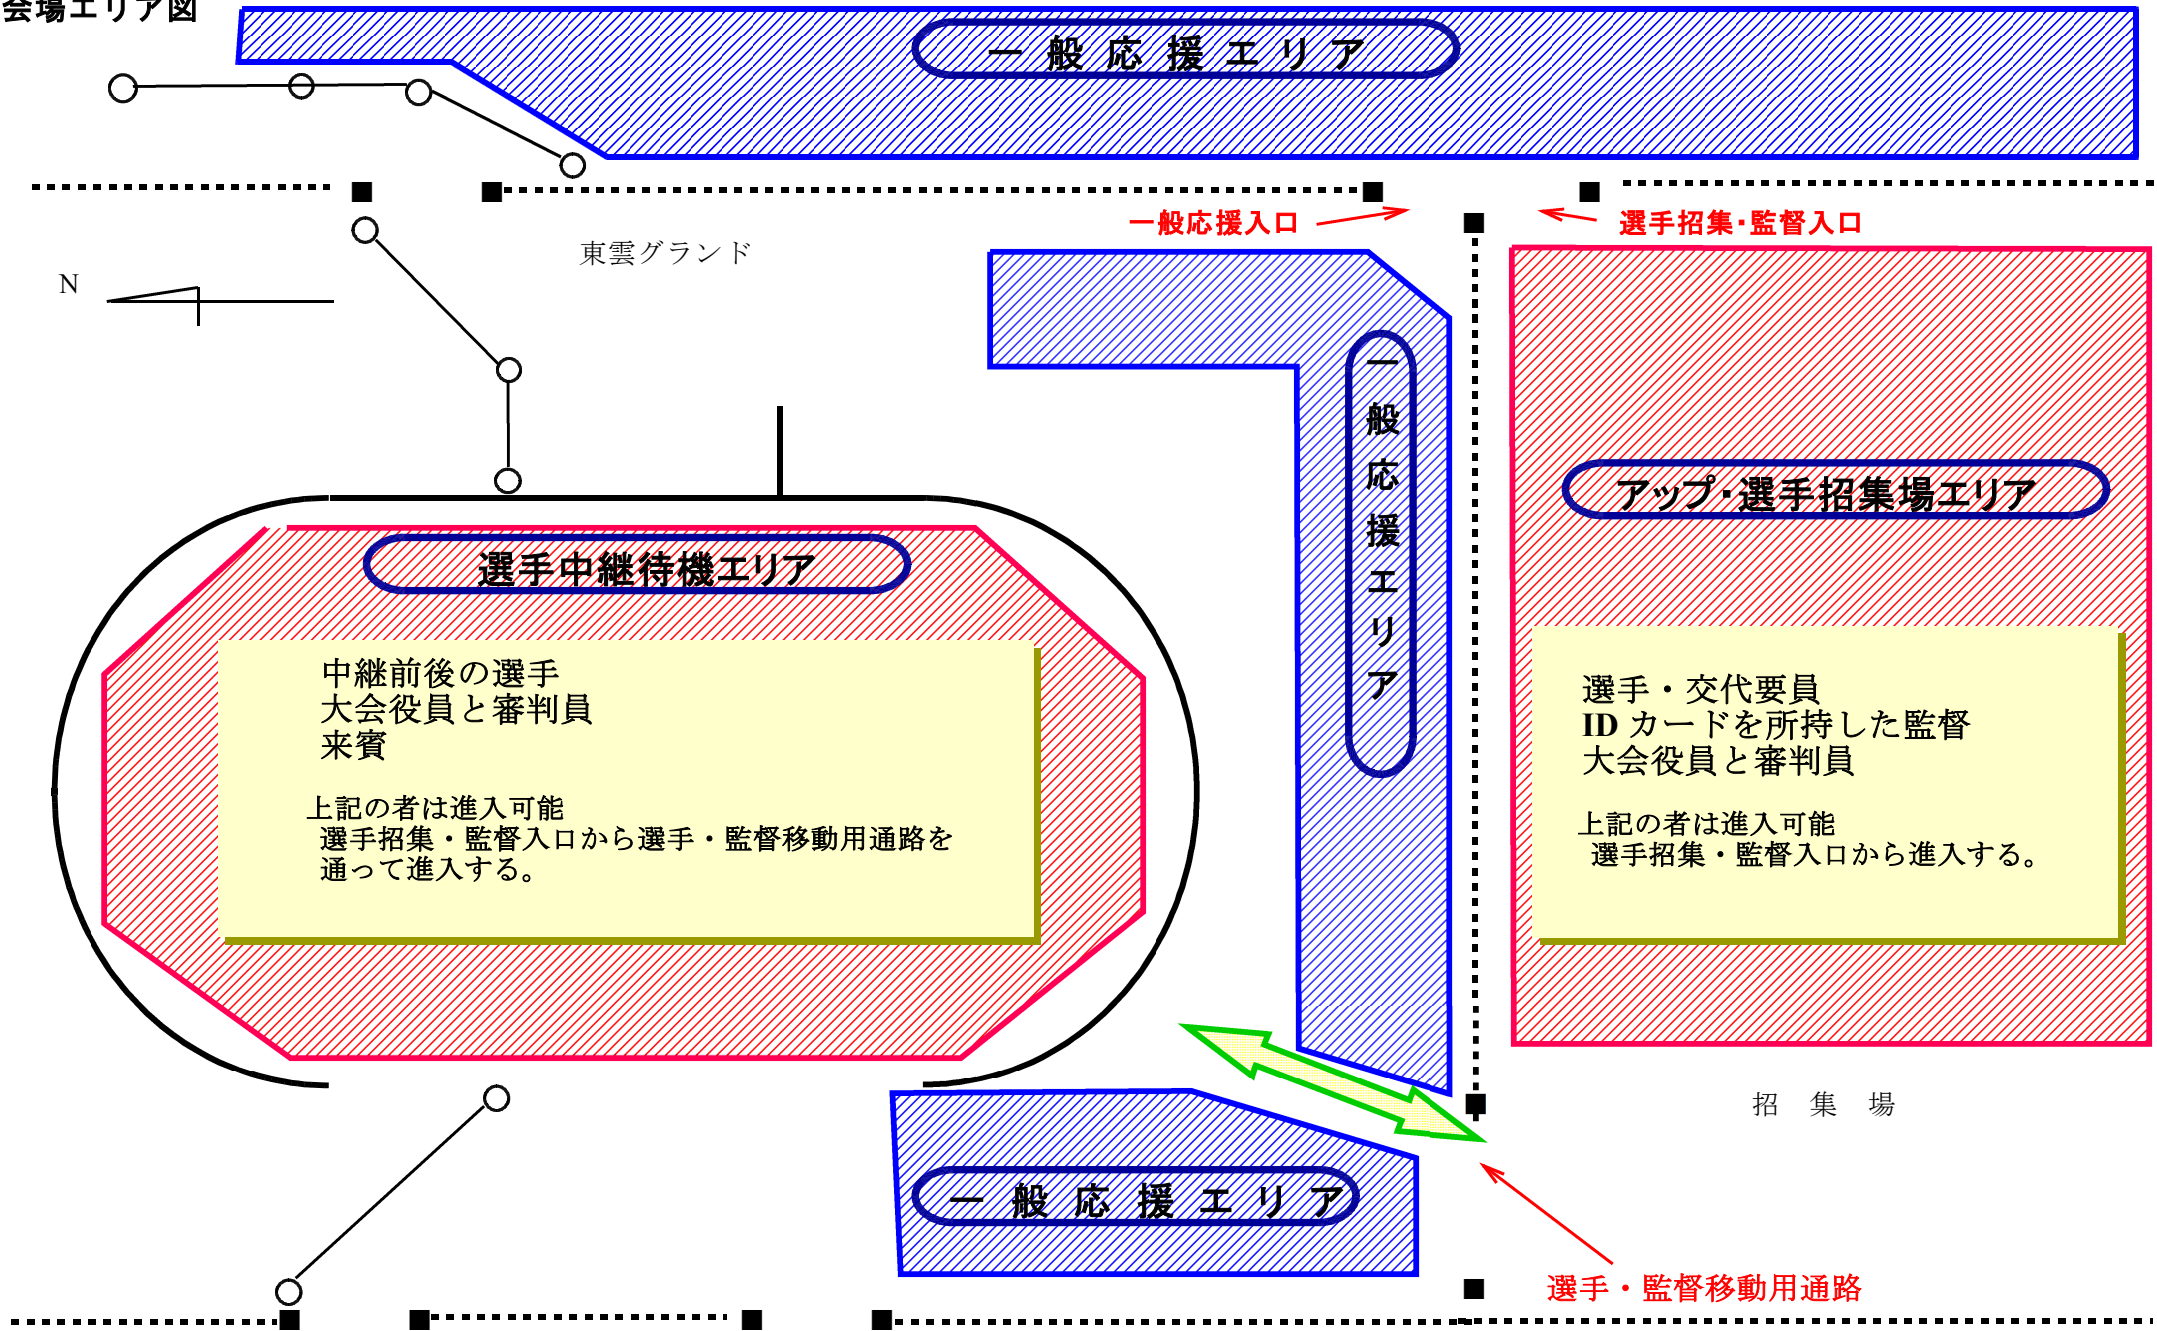 会場エリア図
一般応援エリア
一般応援入口
選手招集・監督入口
東雲グランド
N
一般応援エリア
アップ・選手招集場エリア
選手中継待機エリア
中継前後の選手
大会役員と審判員
来賓
上記の者は進入可能
選手招集・監督入口から選手・監督移動用通路を
通って進入する。
選手・交代要員
ID カードを所持した監督
大会役員と審判員
上記の者は進入可能
選手招集・監督入口から進入する。
招 集 場
一般応援エリア
選手・監督移動用通路